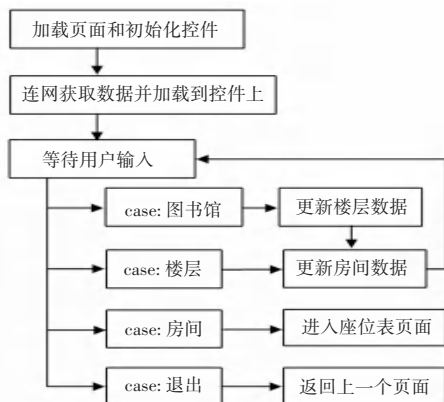 加载页面和初始化控件
连网获取数据并加载到控件上
等待用户输入
case: 图书馆
更新楼层数据
case: 楼层
更新房间数据
case: 房间
进入座位表页面
case: 退出
返回上一个页面